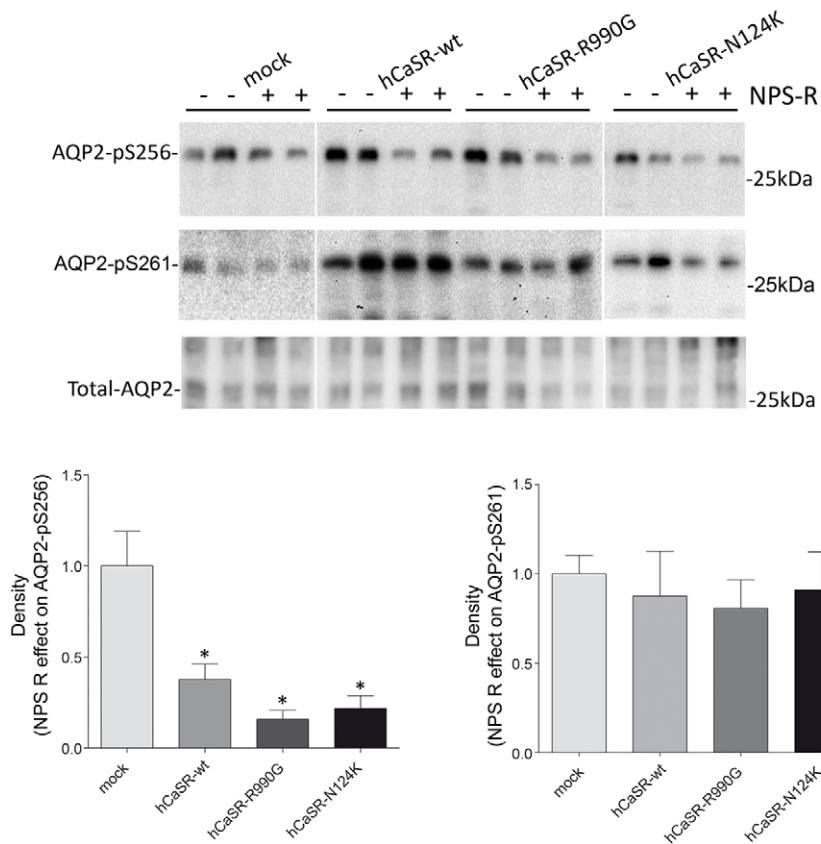 mock hCaSR-wt hCaSR-R990G hCaSR-N124K
- - + + - - + + - - + + - - + + NPS-R
AQP2-pS256-
-25kDa
AQP2-pS261-
-25kDa
Total-AQP2-
-25kDa
Density
(NPS R effect on AQP2-pS256)
1.5
1.0
0.5
0.0
*
*
*
mock
hCaSR-wt
hCaSR-R990G
hCaSR-N124K
Density
(NPS R effect on AQP2-pS261)
1.5
1.0
0.5
0.0
mock
hCaSR-wt
hCaSR-R990G
hCaSR-N124K